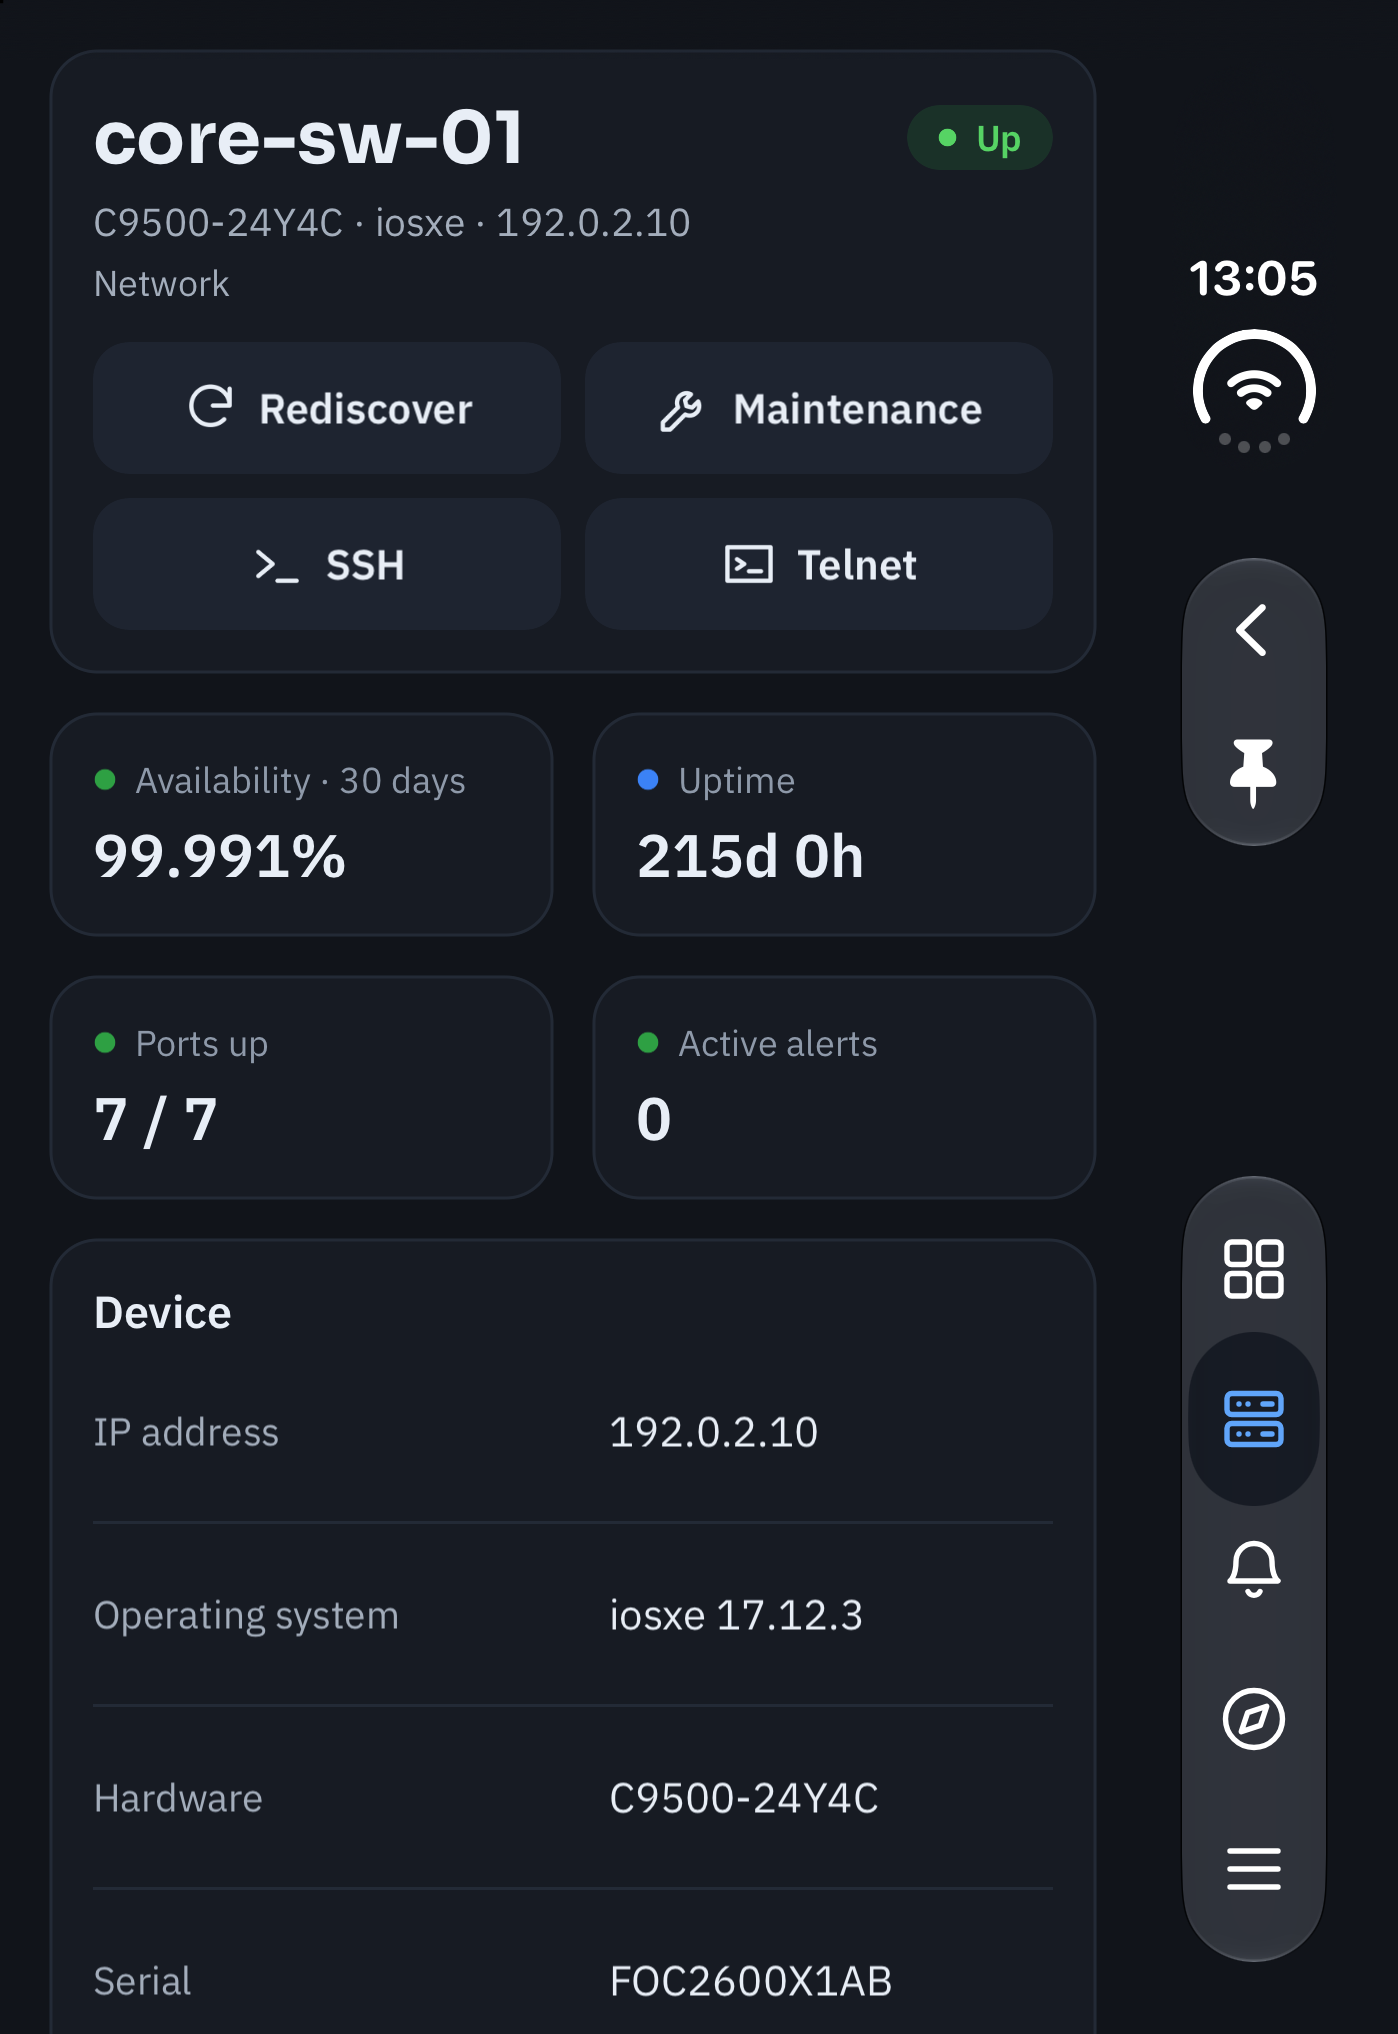 core-sw-01
Up
C9500-24Y4C · iosxe · 192.0.2.10
Network
Rediscover
Maintenance
SSH
Telnet
13:05
Availability · 30 days
99.991%
Uptime
215d 0h
Ports up
7 / 7
Active alerts
0
Device
IP address
192.0.2.10
Operating system
iosxe 17.12.3
Hardware
C9500-24Y4C
Serial
FOC2600X1AB